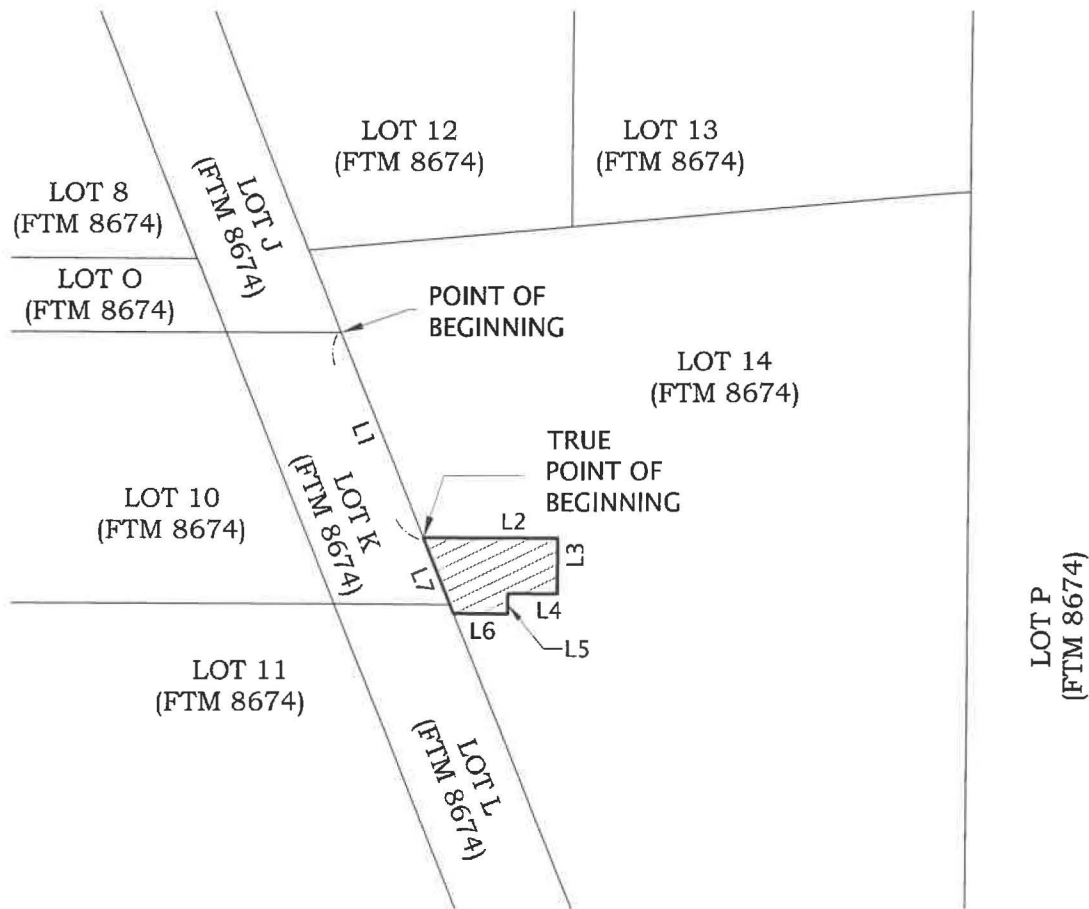 LOT 12
(FTM 8674)
LOT 13
(FTM 8674)
LOT 8
(FTM 8674)
LOT J
(FTM 8674)
LOT O
(FTM 8674)
POINT OF
BEGINNING
LOT 14
(FTM 8674)
L1
TRUE
POINT OF
BEGINNING
LOT 10
(FTM 8674)
LOT K
(FTM 8674)
L2
L3
L7
L4
L6
L5
LOT P
(FTM 8674)
LOT 11
(FTM 8674)
LOT L
(FTM 8674)